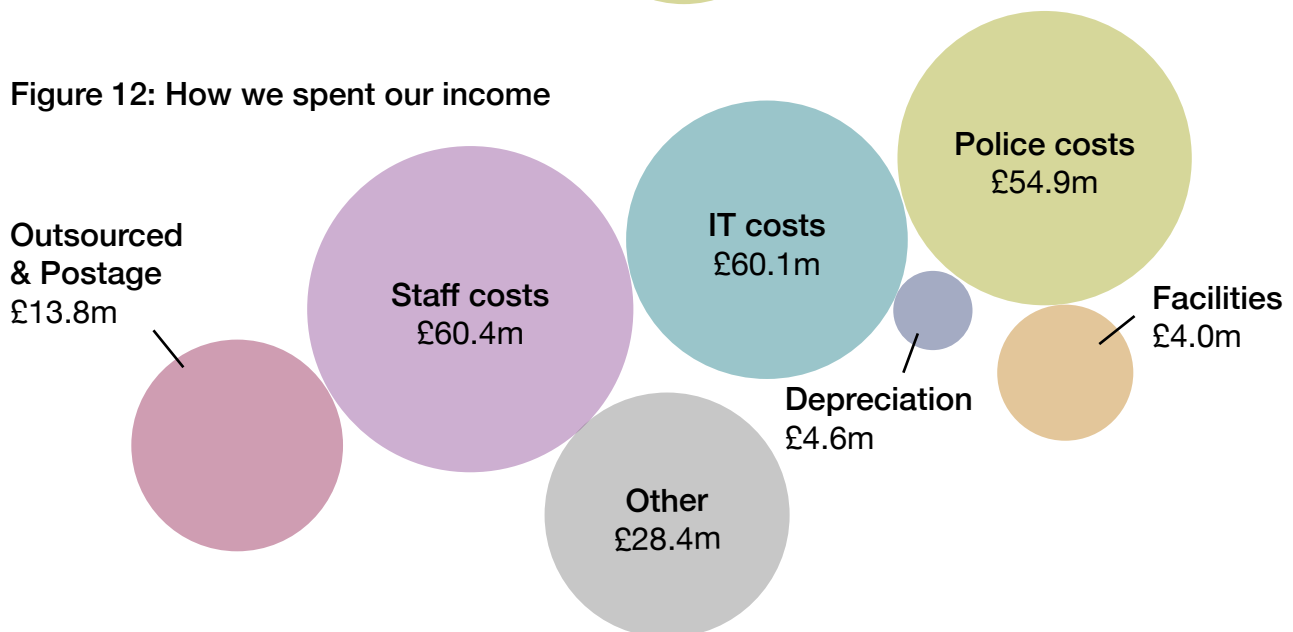 Figure 12: How we spent our income
Outsourced
& Postage
£13.8m
Staff costs
£60.4m
IT costs
£60.1m
Police costs
£54.9m
Facilities
£4.0m
Depreciation
£4.6m
Other
£28.4m